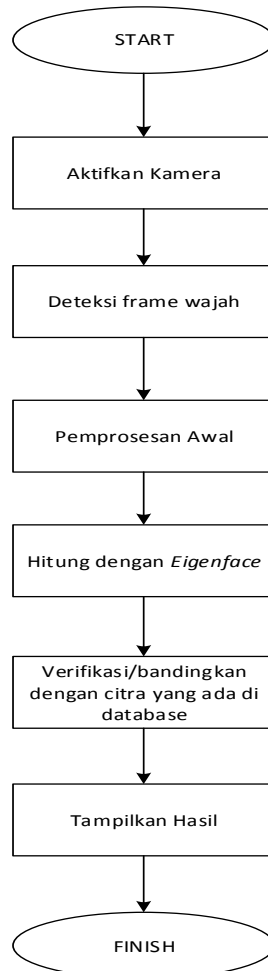 START
Aktifkan Kamera
Deteksi frame wajah
Pemprosesan Awal
Hitung dengan Eigenface
Verifikasi/bandingkan
dengan citra yang ada di
database
Tampilkan Hasil
FINISH